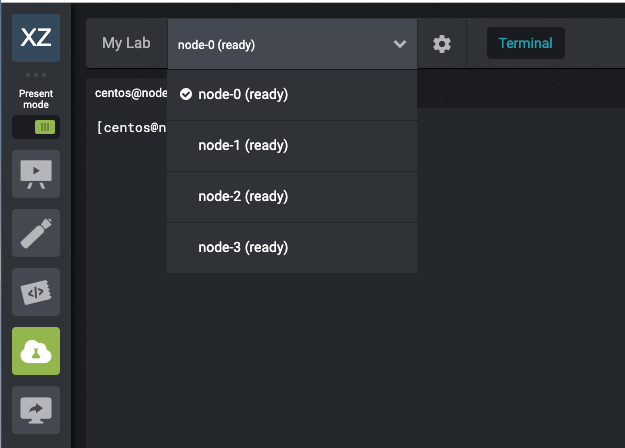 XZ
Present
mode
My Lab
node-0 (ready)
Terminal
centos@node
[centos@n
node-0 (ready)
node-1 (ready)
node-2 (ready)
node-3 (ready)